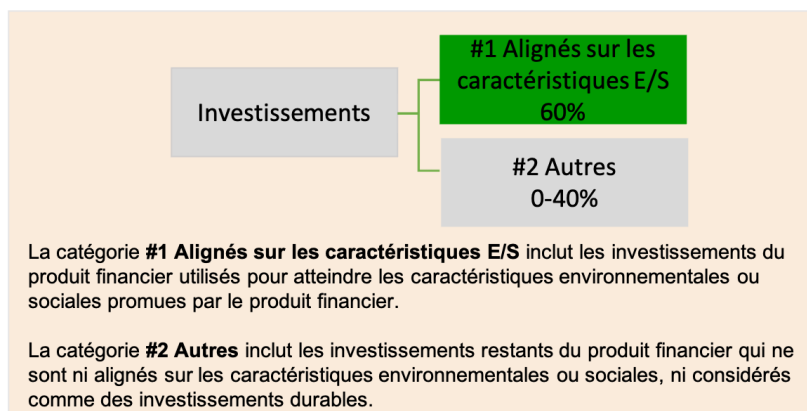 #1 Alignés sur les
caractéristiques E/S
60%
Investissements
#2 Autres
0-40%
La catégorie #1 Alignés sur les caractéristiques E/S inclut les investissements du
produit financier utilisés pour atteindre les caractéristiques environnementales ou
sociales promues par le produit financier.
La catégorie #2 Autres inclut les investissements restants du produit financier qui ne
sont ni alignés sur les caractéristiques environnementales ou sociales, ni considérés
comme des investissements durables.